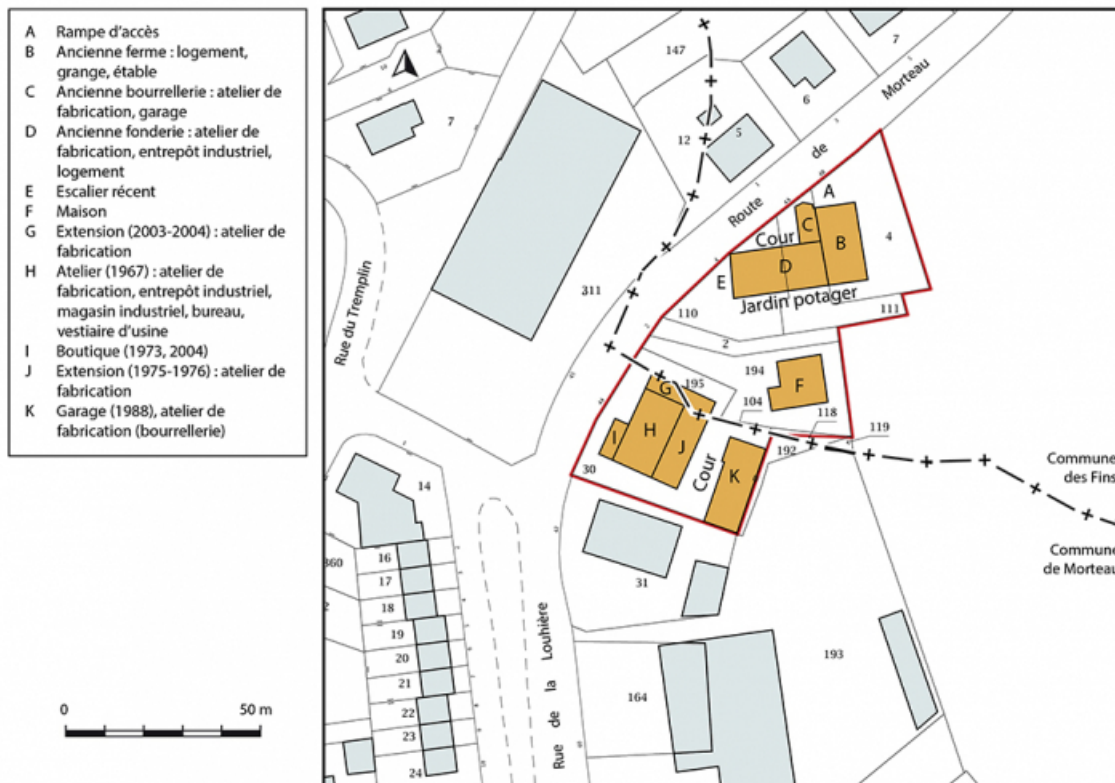 A Rampe d'accès
B Ancienne ferme : logement,
grange, étable
C Ancienne bourrellerie : atelier de
fabrication, garage
D Ancienne fonderie : atelier de
fabrication, entrepôt industriel,
logement
E Escalier récent
F Maison
G Extension (2003-2004) : atelier de
fabrication
H Atelier (1967) : atelier de
fabrication, entrepôt industriel,
magasin industriel, bureau,
vestiaire d'usine
I Boutique (1973, 2004)
J Extension (1975-1976) : atelier de
fabrication
K Garage (1988), atelier de
fabrication (bourrellerie)
0 50 m
147
7
6
5
12
7
2
Route de Morteau
A
C
B
4
Cour
D
E
Jardin potager
110
111
2
311
Rue du Tremplin
194
F
195
G
104
118
119
H
I
J
192
30
Cour
K
Commune
des Fins
Commune
de Morteau
14
360
2
16
17
18
19
20
21
22
23
24
31
Rue de la Louhière
164
193